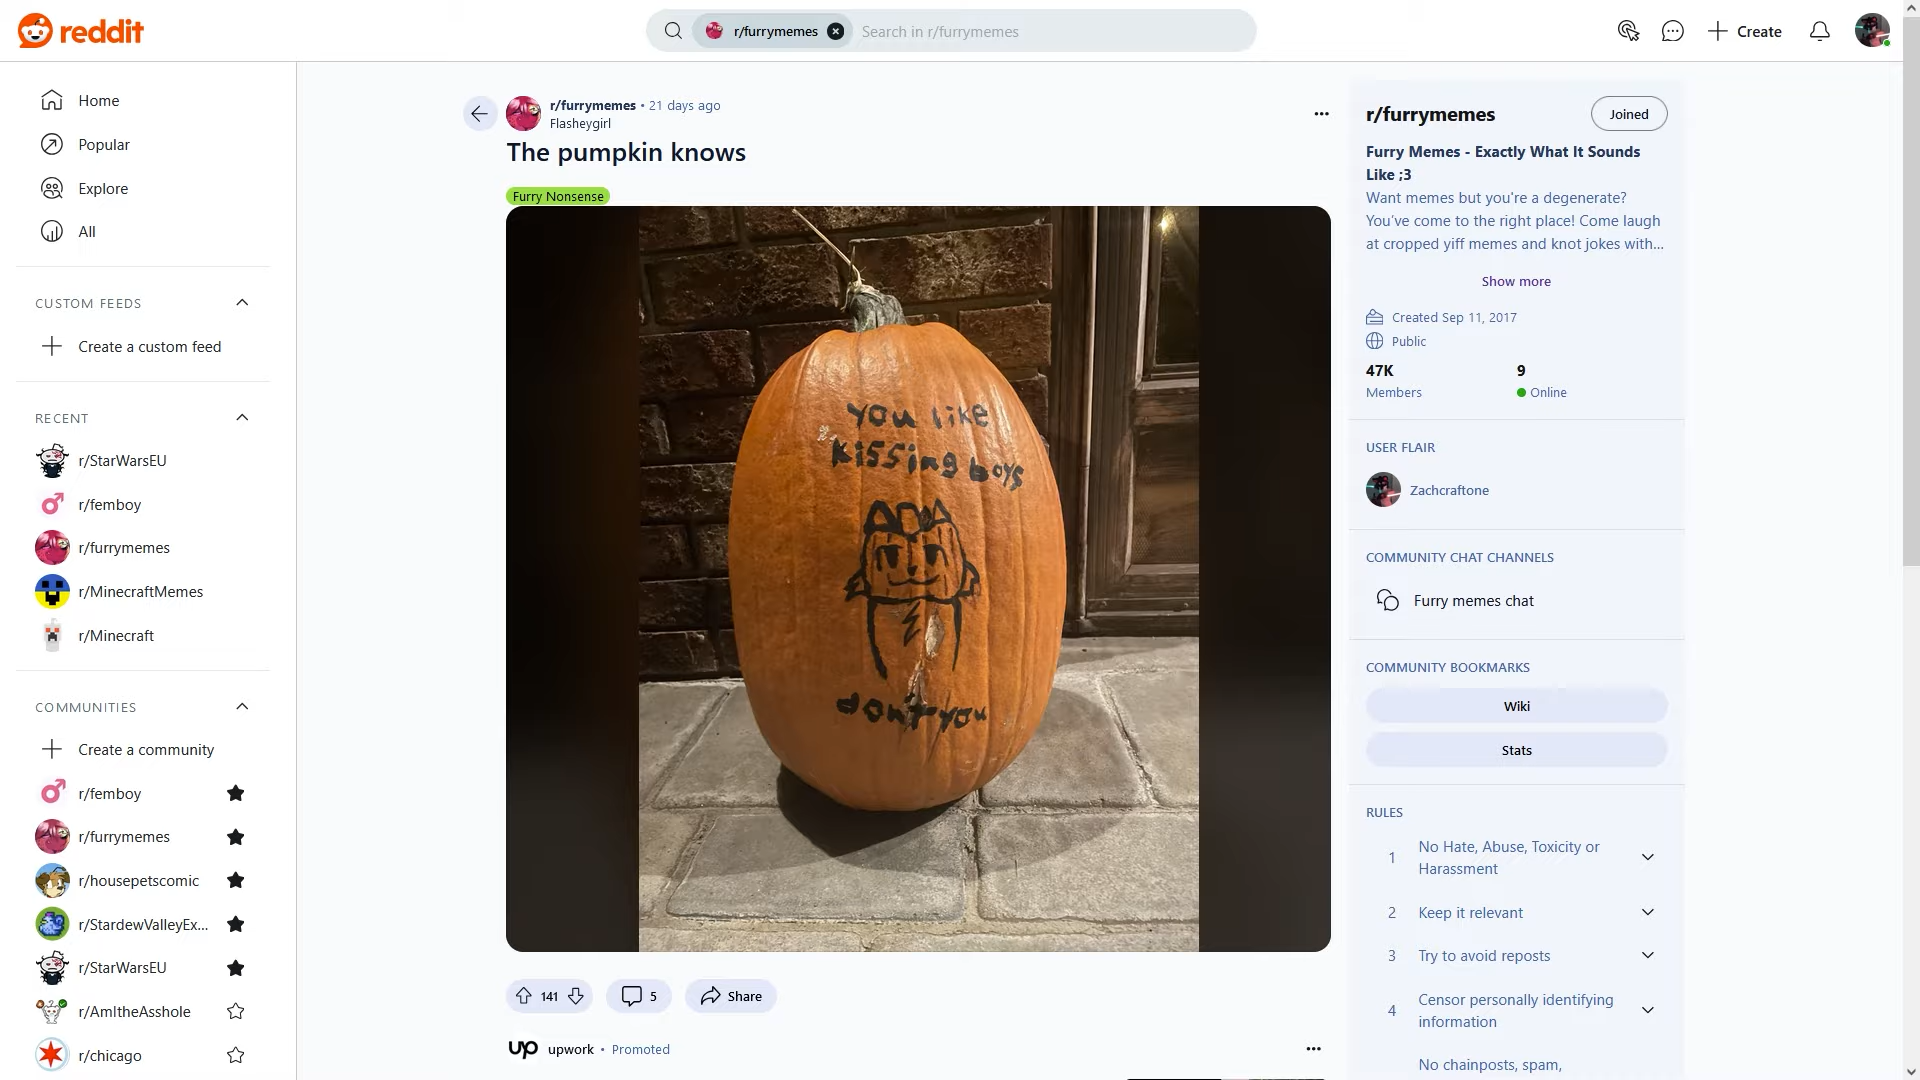 reddit
r/furrymemes
Search in r/furrymemes
Create
Home
Popular
Explore
All
CUSTOM FEEDS
Create a custom feed
RECENT
r/StarWarsEU
r/femboy
r/furrymemes
r/MinecraftMemes
r/Minecraft
COMMUNITIES
Create a community
r/femboy
r/furrymemes
r/housepetscomic
r/StardewValleyEx...
r/StarWarsEU
r/AmItheAsshole
r/chicago
r/furrymemes • 21 days ago
Flasheygirl
The pumpkin knows
Furry Nonsense
you like
kissing boys
don't you
141
5
Share
up upwork • Promoted
r/furrymemes
Joined
Furry Memes - Exactly What It Sounds
Like ;3
Want memes but you're a degenerate?
You've come to the right place! Come laugh
at cropped yiff memes and knot jokes with...
Show more
Created Sep 11, 2017
Public
47K 9
Members Online
USER FLAIR
Zachcraftone
COMMUNITY CHAT CHANNELS
Furry memes chat
COMMUNITY BOOKMARKS
Wiki
Stats
RULES
1 No Hate, Abuse, Toxicity or
Harassment
2 Keep it relevant
3 Try to avoid reposts
4 Censor personally identifying
information
No chainposts, spam,